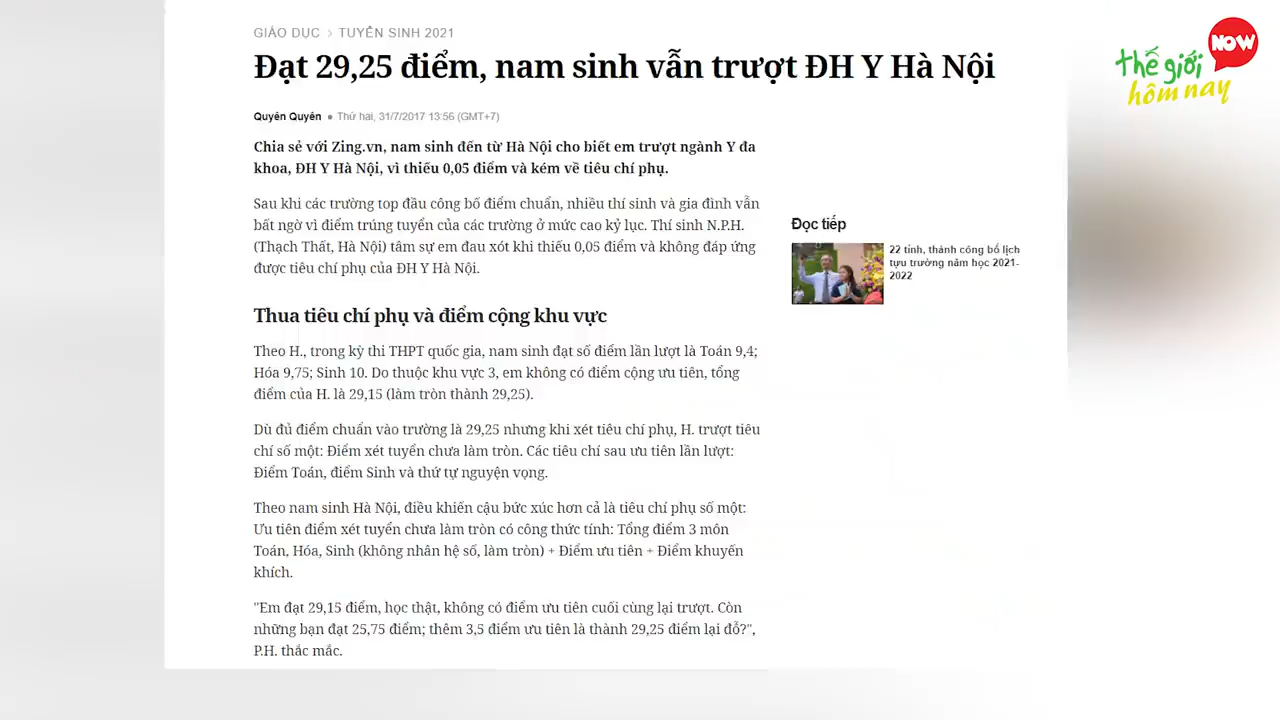 GIÁO DỤC > TUYỂN SINH 2021
Đạt 29,25 điểm, nam sinh vẫn trượt ĐH Y Hà Nội
Quyên Quyên • Thứ hai, 31/7/2017 13:56 (GMT+7)
Chia sẻ với Zing.vn, nam sinh đến từ Hà Nội cho biết em trượt ngành Y đa
khoa, ĐH Y Hà Nội, vì thiếu 0,05 điểm và kém về tiêu chí phụ.
Sau khi các trường top đầu công bố điểm chuẩn, nhiều thí sinh và gia đình vẫn
bất ngờ vì điểm trúng tuyển của các trường ở mức cao kỷ lục. Thí sinh N.P.H.
(Thạch Thất, Hà Nội) tâm sự em đau xót khi thiếu 0,05 điểm và không đáp ứng
được tiêu chí phụ của ĐH Y Hà Nội.
Thua tiêu chí phụ và điểm cộng khu vực
Theo H., trong kỳ thi THPT quốc gia, nam sinh đạt số điểm lần lượt là Toán 9,4;
Hóa 9,75; Sinh 10. Do thuộc khu vực 3, em không có điểm cộng ưu tiên, tổng
điểm của H. là 29,15 (làm tròn thành 29,25).
Dù đủ điểm chuẩn vào trường là 29,25 nhưng khi xét tiêu chí phụ, H. trượt tiêu
chí số một: Điểm xét tuyển chưa làm tròn. Các tiêu chí sau ưu tiên lần lượt:
Điểm Toán, điểm Sinh và thứ tự nguyện vọng.
Theo nam sinh Hà Nội, điều khiến cậu bức xúc hơn cả là tiêu chí phụ số một:
Ưu tiên điểm xét tuyển chưa làm tròn có công thức tính: Tổng điểm 3 môn
Toán, Hóa, Sinh (không nhân hệ số, làm tròn) + Điểm ưu tiên + Điểm khuyến
khích.
"Em đạt 29,15 điểm, học thật, không có điểm ưu tiên cuối cùng lại trượt. Còn
những bạn đạt 25,75 điểm; thêm 3,5 điểm ưu tiên là thành 29,25 điểm lại đỗ?",
P.H. thắc mắc.
Đọc tiếp
22 tỉnh, thành công bố lịch
tựu trường năm học 2021-
2022
thế giới
hôm nay
NOW